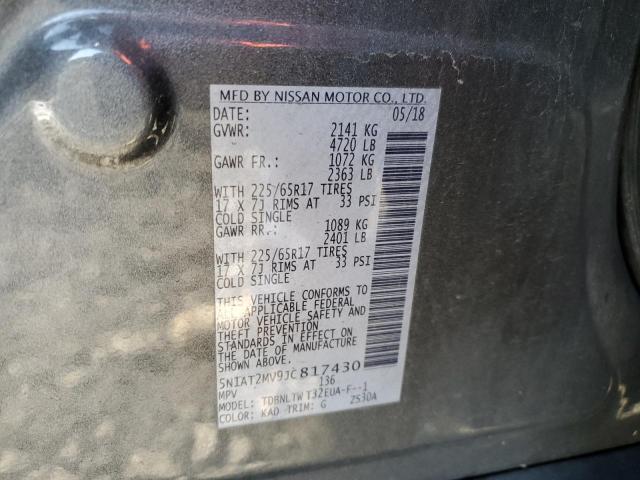 MFD BY NISSAN MOTOR CO., LTD.
DATE: 05/18
GVWR: 2141 KG
4720 LB
GAWR FR.: 1072 KG
2363 LB
WITH 225/65R17 TIRES
17 X 7J RIMS AT 33 PSI
COLD SINGLE
GAWR RR.: 1089 KG
2401 LB
WITH 225/65R17 TIRES
17 X 7J RIMS AT 33 PSI
COLD SINGLE
THIS VEHICLE CONFORMS TO
ALL APPLICABLE FEDERAL
MOTOR VEHICLE SAFETY AND
THEFT PREVENTION
STANDARDS IN EFFECT ON
THE DATE OF MANUFACTURE
SHOWN ABOVE.
5N1AT2MV9JC817430
MPV 136
MODEL: TDBNLTW T32EUA-F--1
COLOR: KAD TRIM: G 2530A